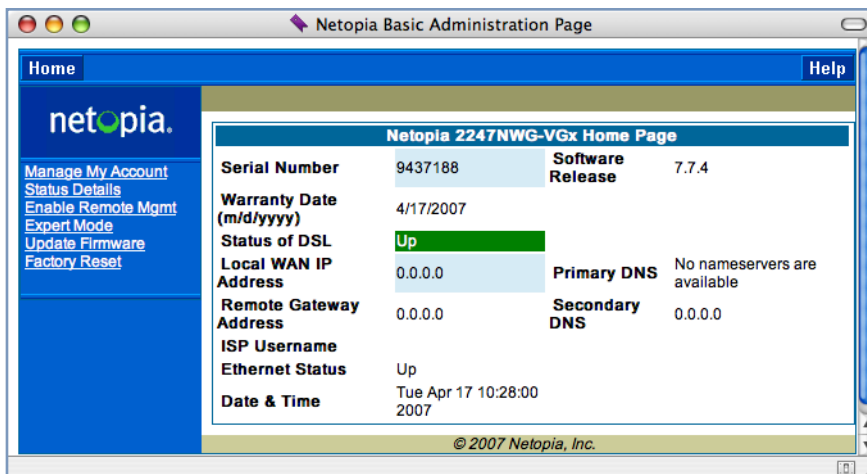 Netopia Basic Administration Page
Home
Help
netopia.
Manage My Account
Status Details
Enable Remote Mgmt
Expert Mode
Update Firmware
Factory Reset
Netopia 2247NWG-VGx Home Page
Serial Number 9437188 Software Release 7.7.4
Warranty Date (m/d/yyyy) 4/17/2007
Status of DSL Up
Local WAN IP Address 0.0.0.0 Primary DNS No nameservers are available
Remote Gateway Address 0.0.0.0 Secondary DNS 0.0.0.0
ISP Username
Ethernet Status Up
Date & Time Tue Apr 17 10:28:00 2007
© 2007 Netopia, Inc.